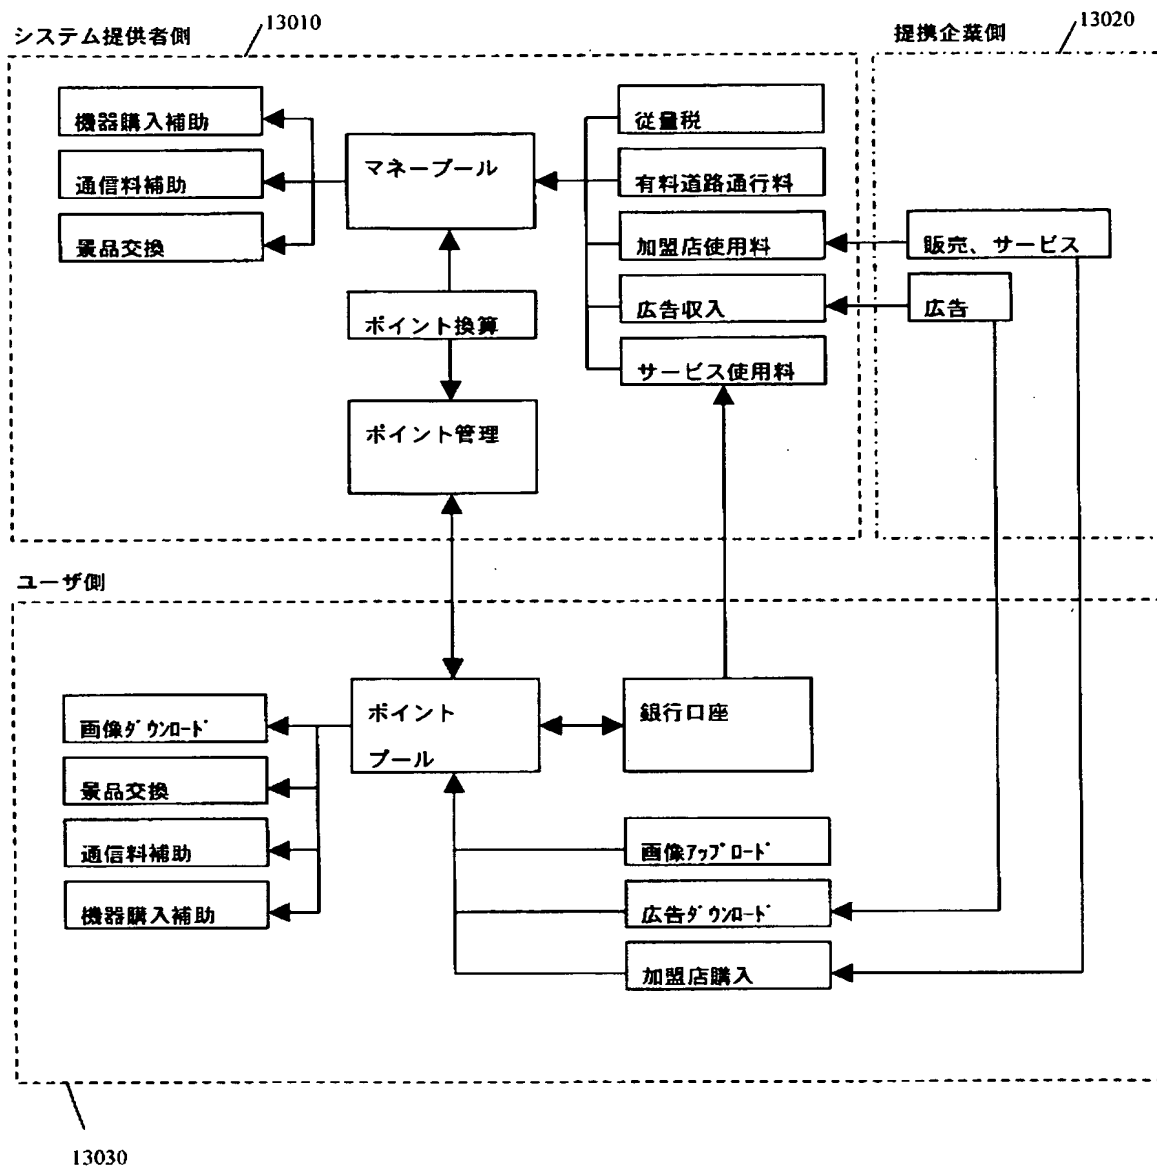 システム提供者側
13010
提携企業側
13020
機器購入補助
通信料補助
景品交換
マネープール
ポイント換算
ポイント管理
従量税
有料道路通行料
加盟店使用料
広告収入
サービス使用料
販売、サービス
広告
ユーザ側
画像ダウンロード
景品交換
通信料補助
機器購入補助
ポイント
プール
銀行口座
画像アップロード
広告ダウンロード
加盟店購入
13030